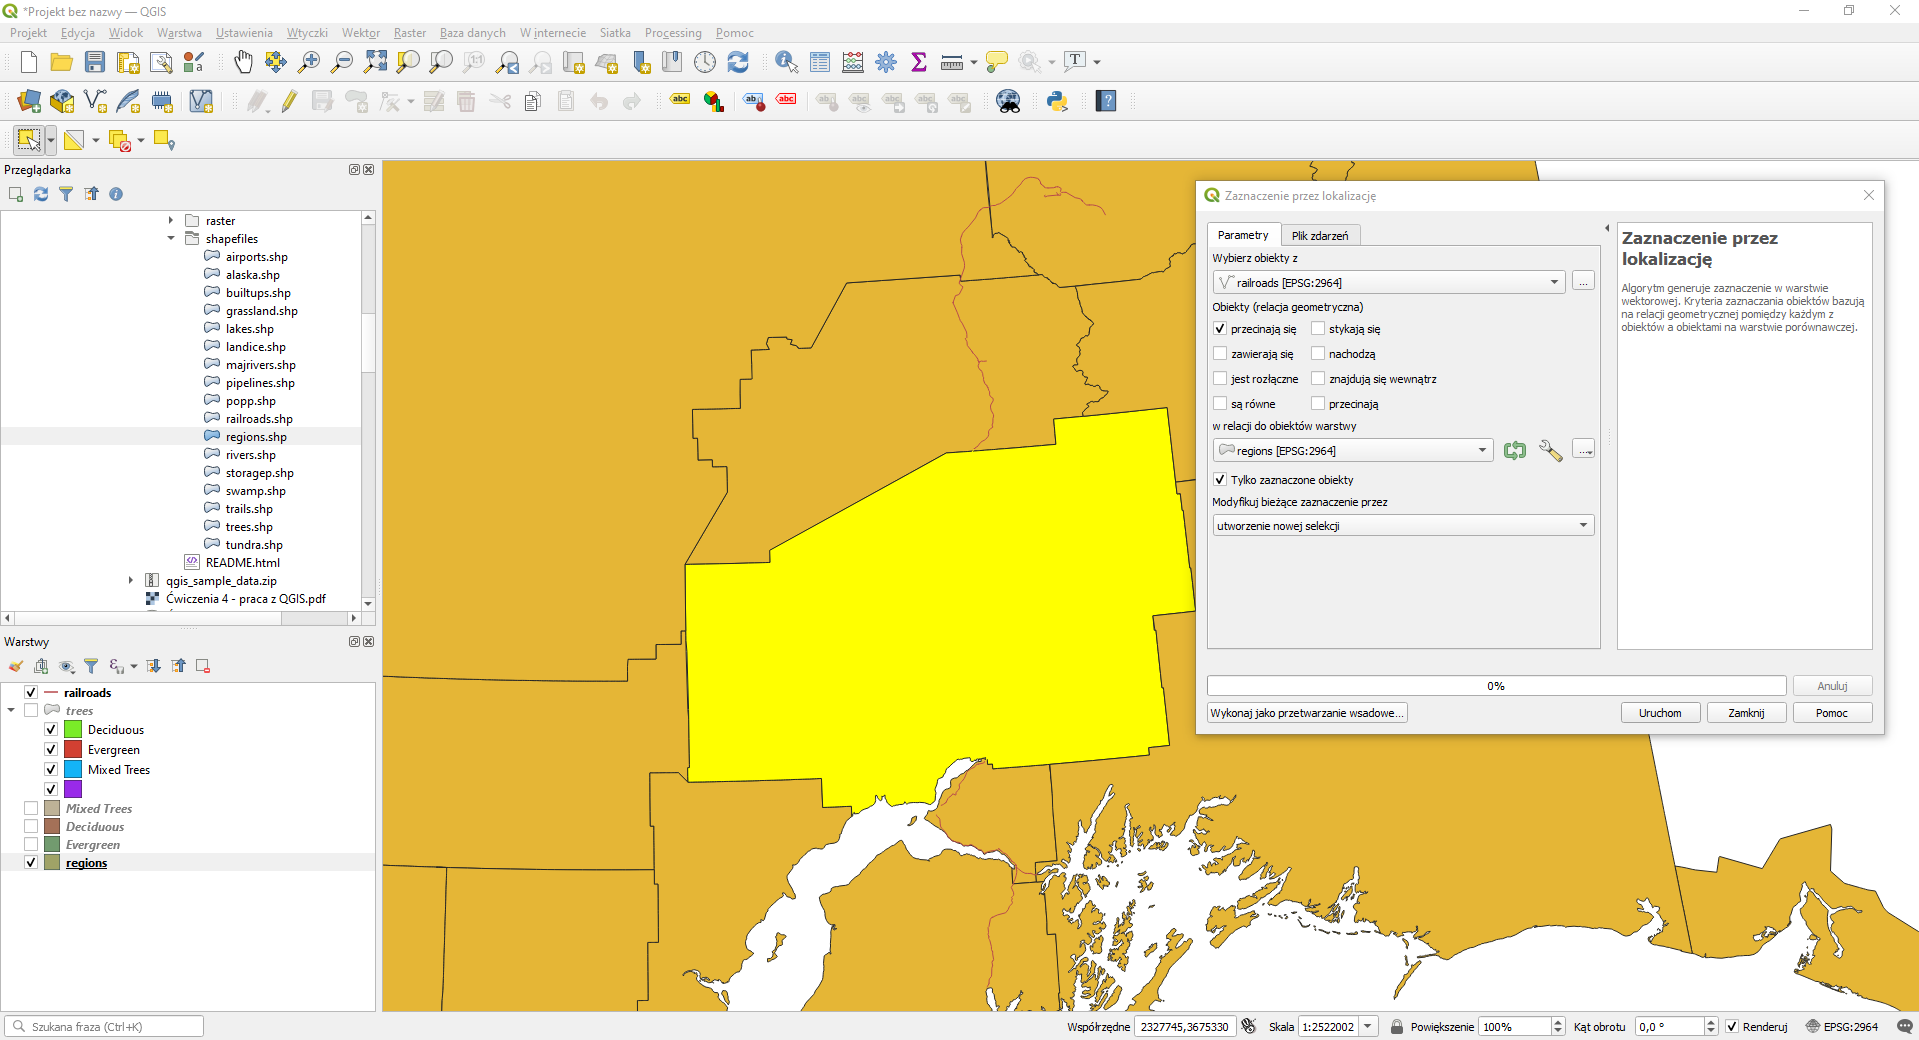 *Projekt bez nazwy — QGIS
Projekt Edycja Widok Warstwa Ustawienia Wtyczki Wektor Raster Baza danych W internecie Siatka Processing Pomoc
Przeglądarka
raster
shapefiles
airports.shp
alaska.shp
builtups.shp
grassland.shp
lakes.shp
landice.shp
majrivers.shp
pipelines.shp
popp.shp
railroads.shp
regions.shp
rivers.shp
storagep.shp
swamp.shp
trails.shp
trees.shp
tundra.shp
README.html
qgis_sample_data.zip
Ćwiczenia 4 - praca z QGIS.pdf
Warstwy
railroads
trees
Deciduous
Evergreen
Mixed Trees
Mixed Trees
Deciduous
Evergreen
regions
Zaznaczenie przez lokalizację
Parametry Plik zdarzeń
Wybierz obiekty z
railroads [EPSG:2964]
...
Obiekty (relacja geometryczna)
przecinają się stykają się
zawierają się nachodzą
jest rozłączne znajdują się wewnątrz
są równe przecinają
w relacji do obiektów warstwy
regions [EPSG:2964]
...
Tylko zaznaczone obiekty
Modyfikuj bieżące zaznaczenie przez
utworzenie nowej selekcji
Zaznaczenie przez
lokalizację
Algorytm generuje zaznaczenie w warstwie
wektorowej. Kryteria zaznaczania obiektów bazują
na relacji geometrycznej pomiędzy każdym z
obiektów a obiektami na warstwie porównawczej.
0%
Anuluj
Wykonaj jako przetwarzanie wsadowe...
Uruchom Zamknij Pomoc
Szukana fraza (Ctrl+K)
Współrzędne 2327745,3675330 Skala 1:2522002 Powiększenie 100% Kąt obrotu 0,0 ° Renderuj EPSG:2964